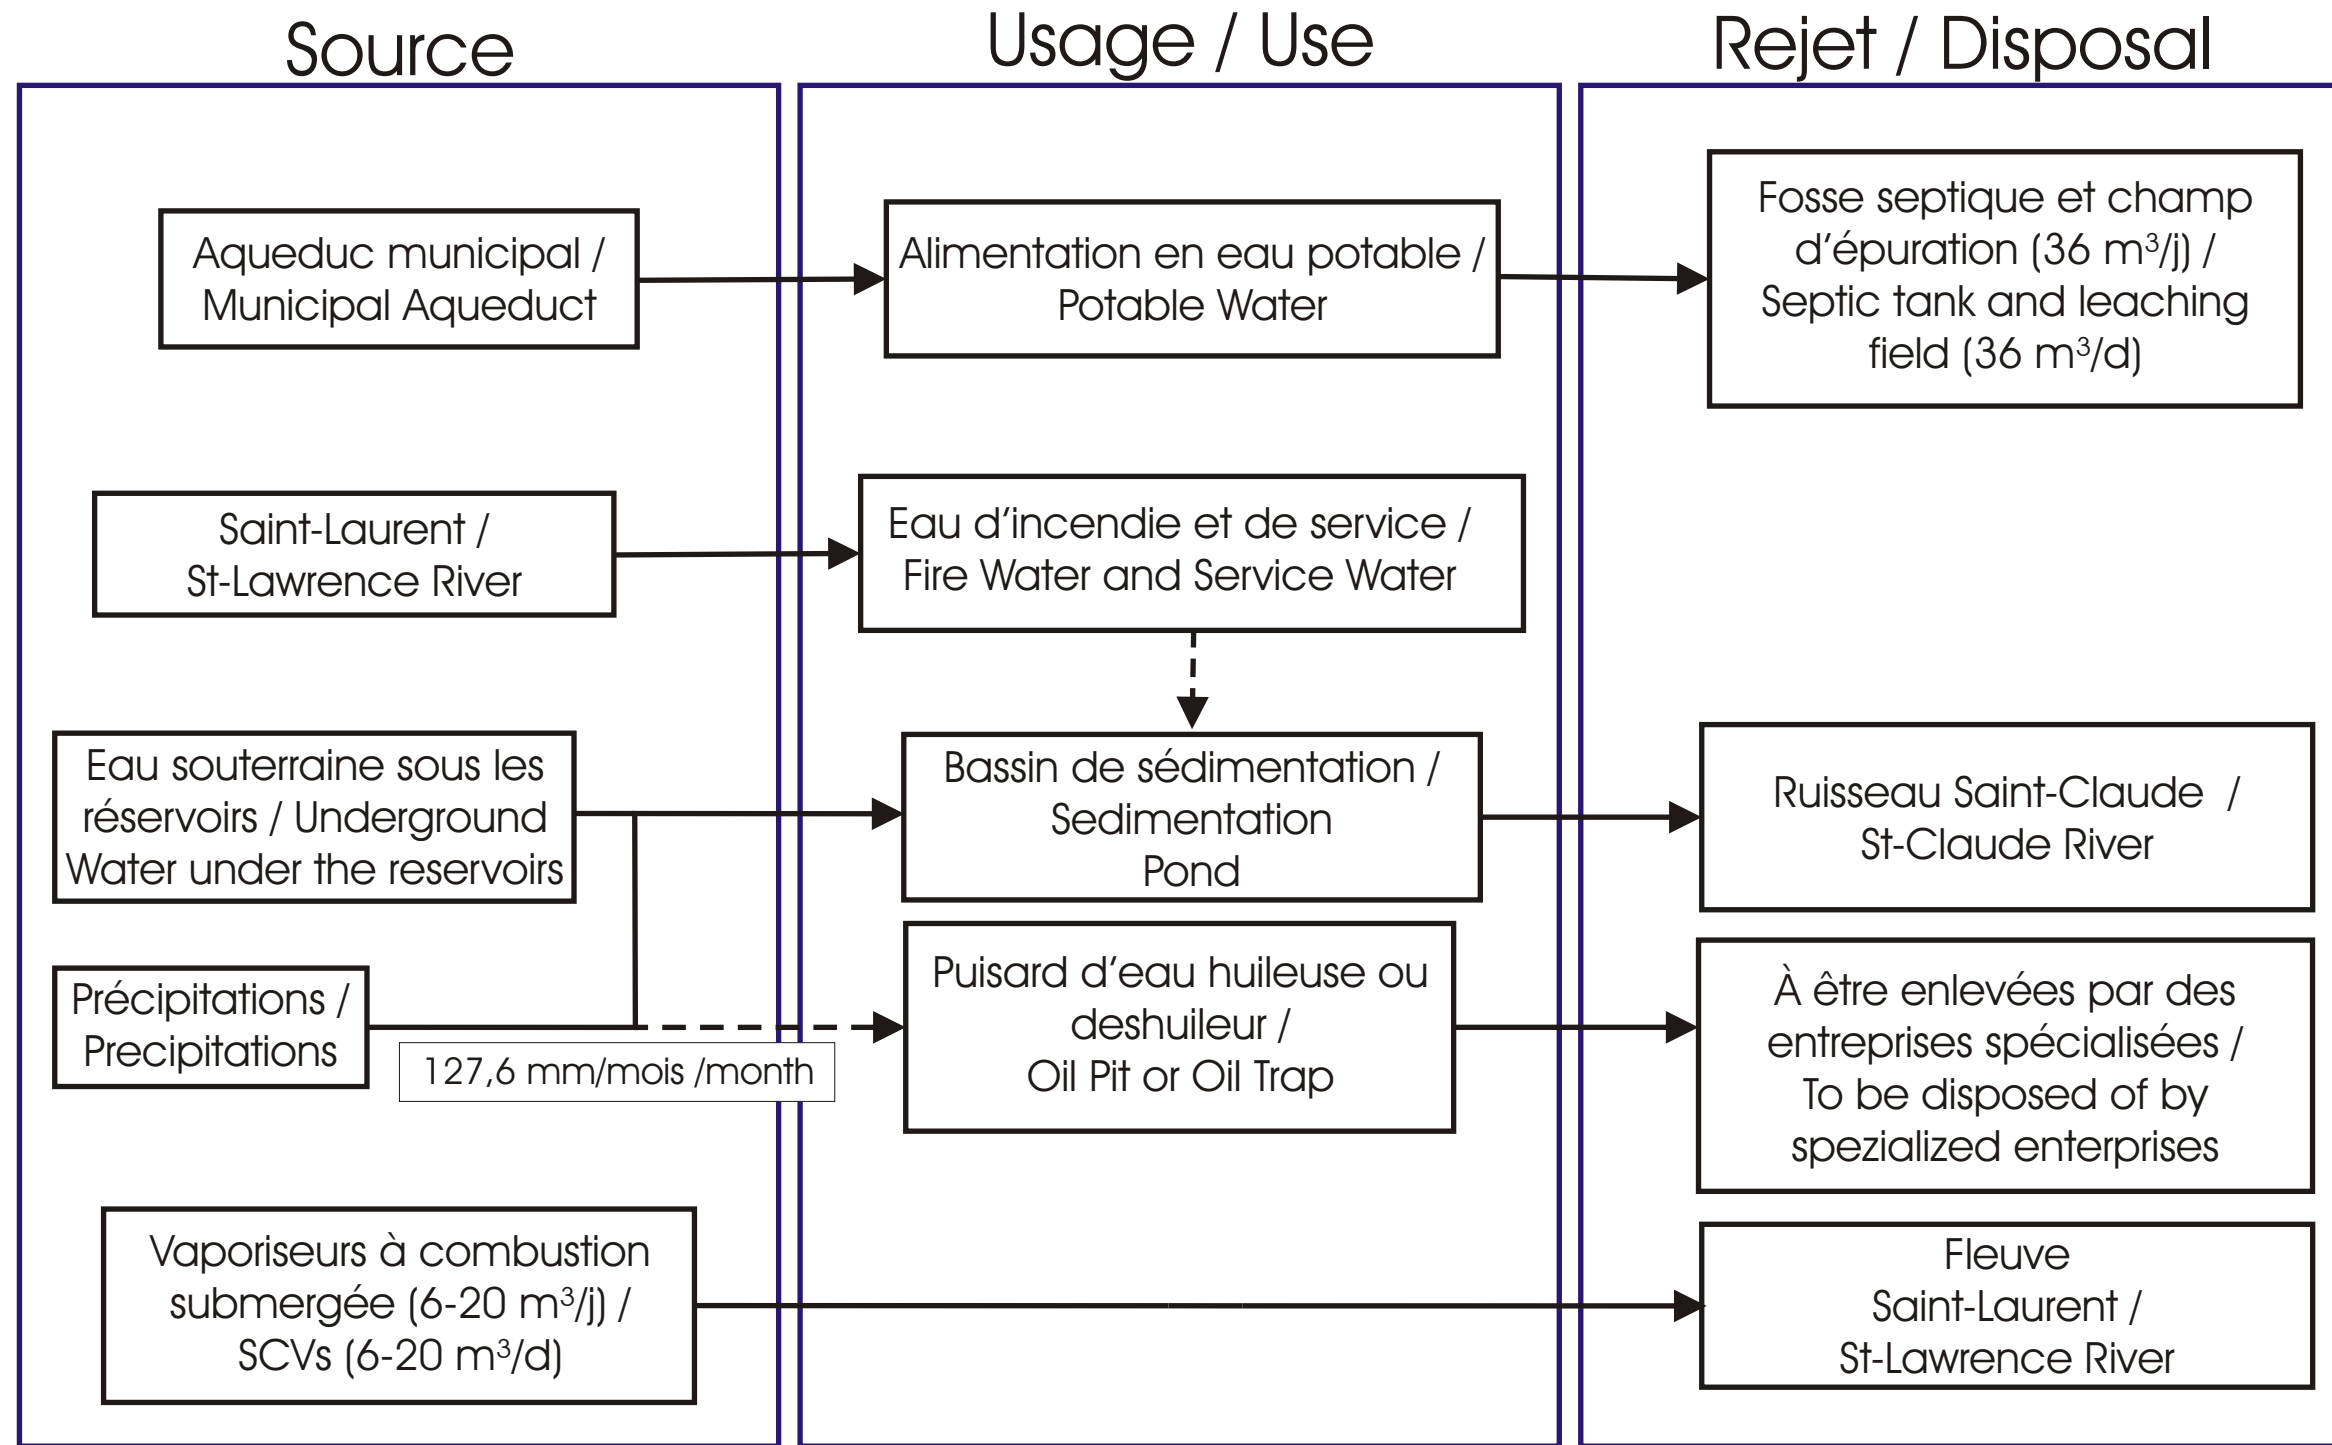 Source
Usage / Use
Rejet / Disposal
Aqueduc municipal /
Municipal Aqueduct
Alimentation en eau potable /
Potable Water
Fosse septique et champ
d'épuration (36 m³/j) /
Septic tank and leaching
field (36 m³/d)
Saint-Laurent /
St-Lawrence River
Eau d'incendie et de service /
Fire Water and Service Water
Eau souterraine sous les
réservoirs / Underground
Water under the reservoirs
Bassin de sédimentation /
Sedimentation
Pond
Ruisseau Saint-Claude /
St-Claude River
Précipitations /
Precipitations
127,6 mm/mois /month
Puisard d'eau huileuse ou
deshuileur /
Oil Pit or Oil Trap
À être enlevées par des
entreprises spécialisées /
To be disposed of by
spezialized enterprises
Vaporiseurs à combustion
submergée (6-20 m³/j) /
SCVs (6-20 m³/d)
Fleuve
Saint-Laurent /
St-Lawrence River